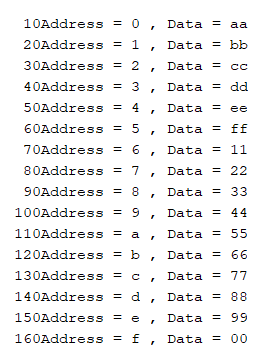 10Address = 0 , Data = aa
20Address = 1 , Data = bb
30Address = 2 , Data = cc
40Address = 3 , Data = dd
50Address = 4 , Data = ee
60Address = 5 , Data = ff
70Address = 6 , Data = 11
80Address = 7 , Data = 22
90Address = 8 , Data = 33
100Address = 9 , Data = 44
110Address = a , Data = 55
120Address = b , Data = 66
130Address = c , Data = 77
140Address = d , Data = 88
150Address = e , Data = 99
160Address = f , Data = 00